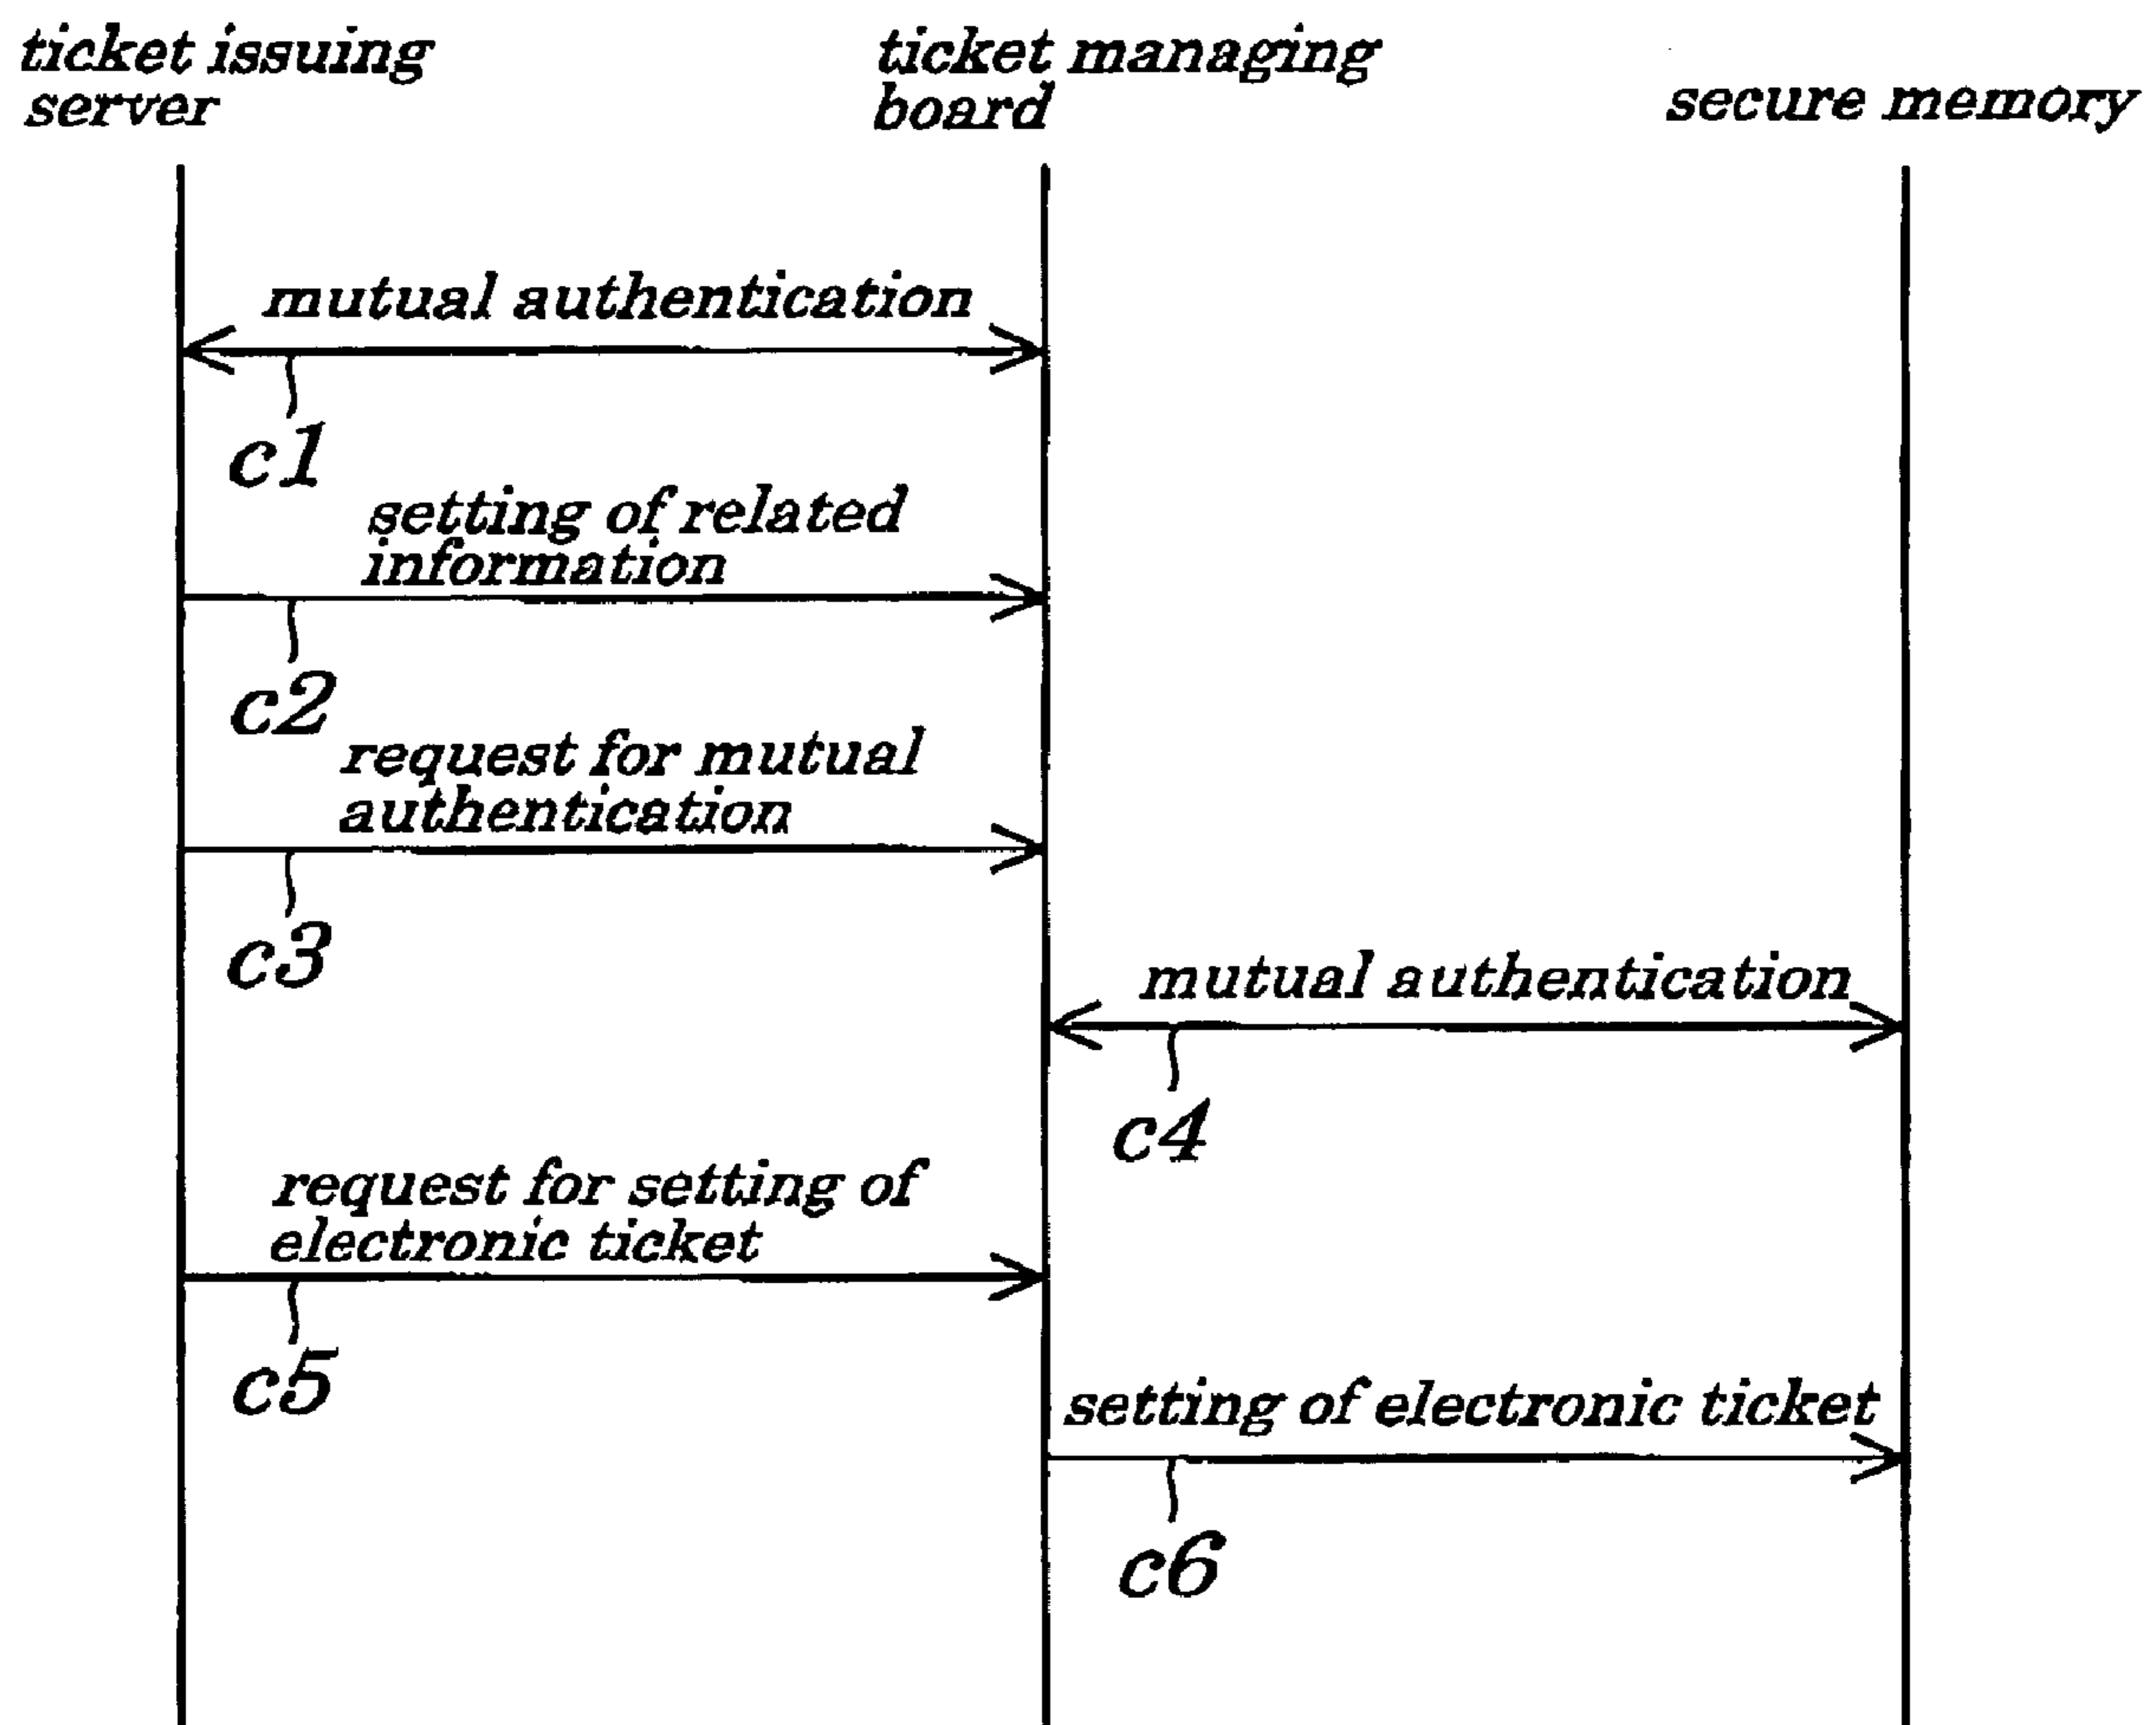 ticket issuing
server
ticket managing
board
secure memory
mutual authentication
c1
setting of related
information
c2
request for mutual
authentication
c3
mutual authentication
c4
request for setting of
electronic ticket
c5
setting of electronic ticket
c6